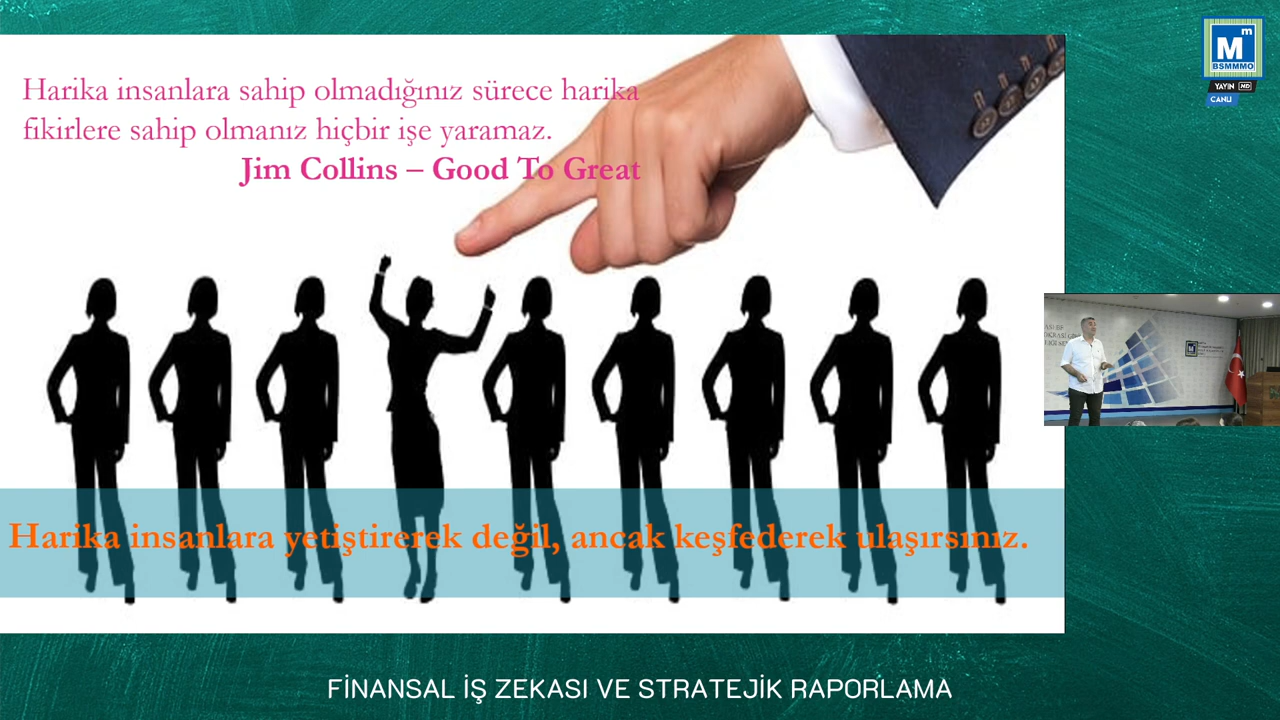 Harika insanlara sahip olmadığınız sürece harika
fikirlere sahip olmanız hiçbir işe yaramaz.
Jim Collins – Good To Great
Harika insanlara yetiştirerek değil, ancak keşfederek ulaşırsınız.
m
M
BSMMMO
YAYIN HD
CANLI
FİNANSAL İŞ ZEKASI VE STRATEJİK RAPORLAMA